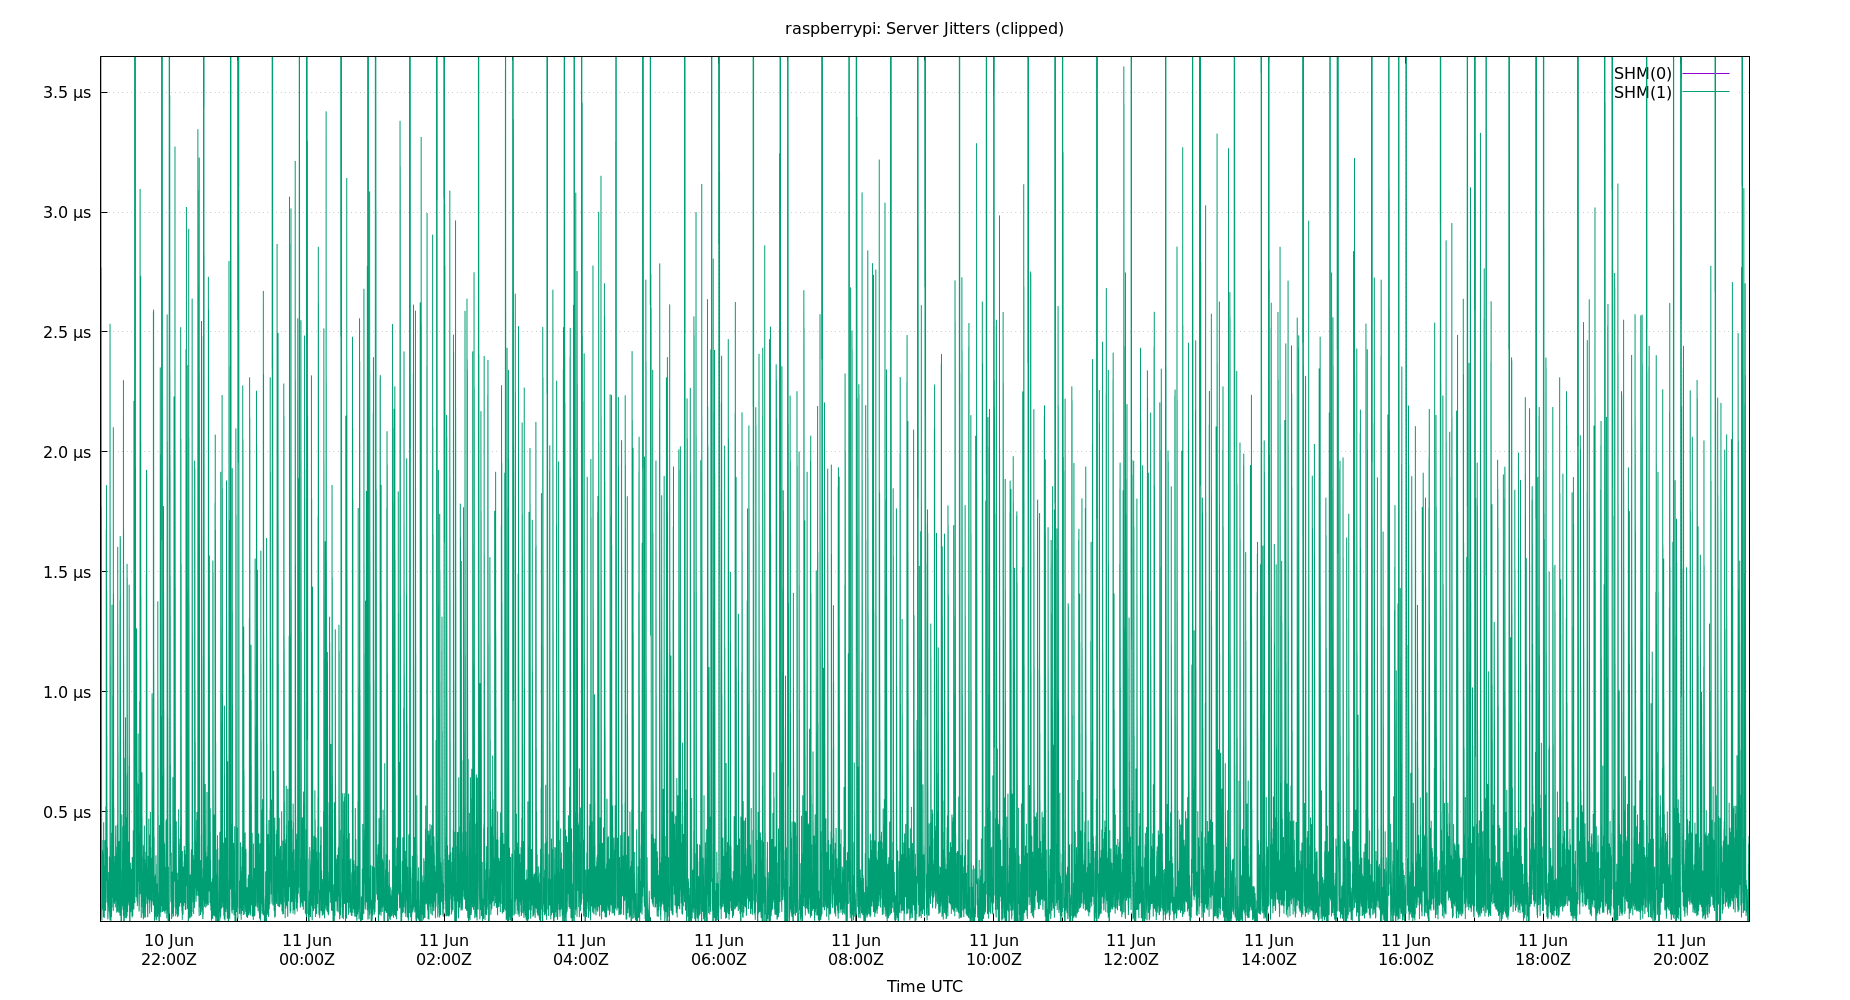 raspberrypi: Server Jitters (clipped)
SHM(0)
SHM(1)
3.5 µs
3.0 µs
2.5 µs
2.0 µs
1.5 µs
1.0 µs
0.5 µs
10 Jun 11 Jun 11 Jun 11 Jun 11 Jun 11 Jun 11 Jun 11 Jun 11 Jun 11 Jun 11 Jun 11 Jun
22:00Z 00:00Z 02:00Z 04:00Z 06:00Z 08:00Z 10:00Z 12:00Z 14:00Z 16:00Z 18:00Z 20:00Z
Time UTC